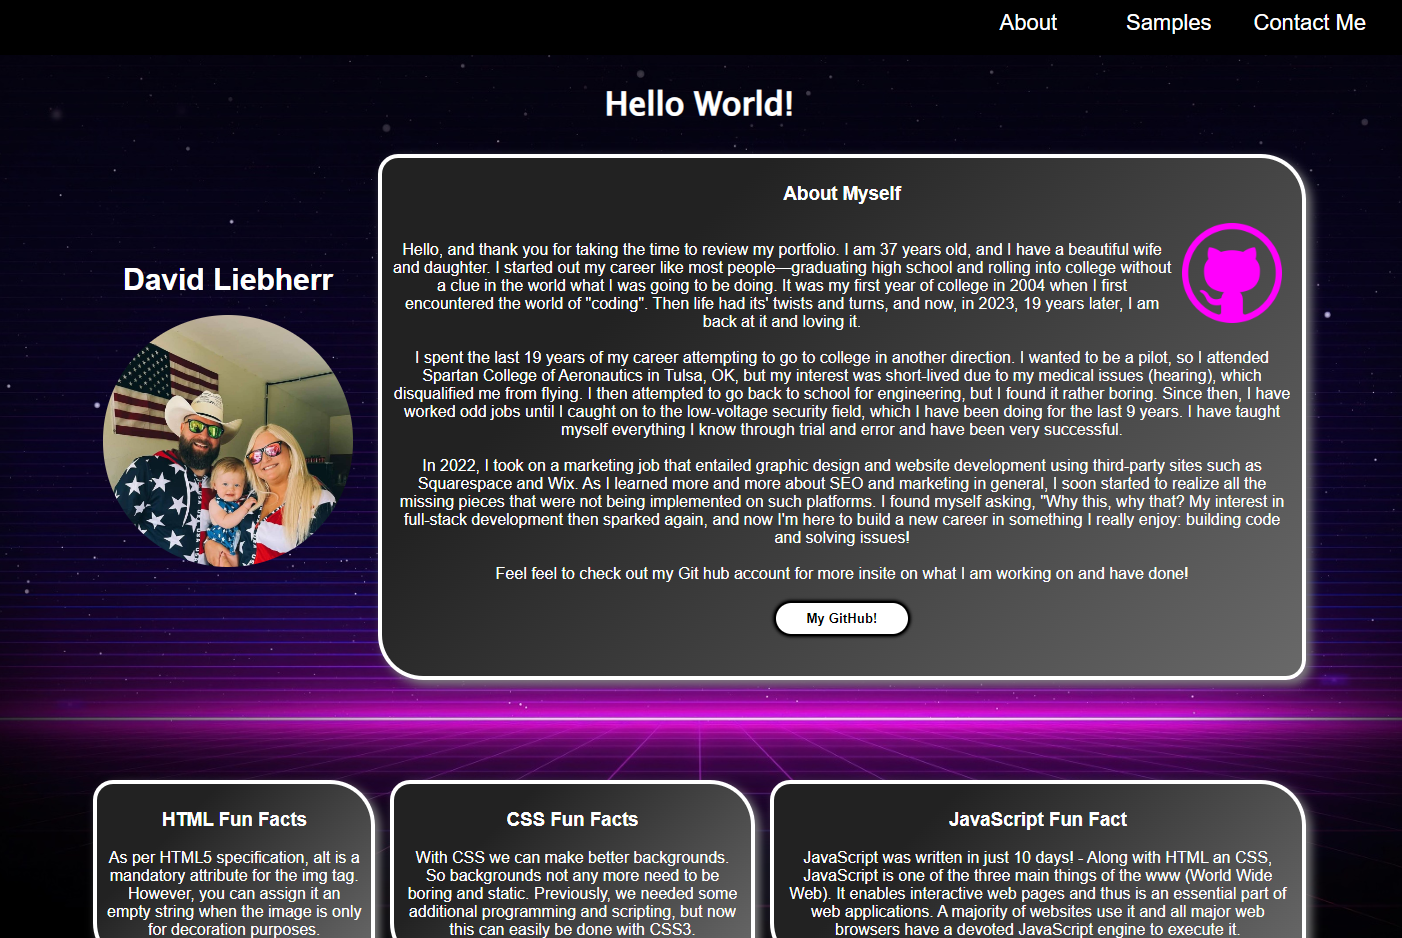 About Samples Contact Me
Hello World!
David Liebherr
About Myself
Hello, and thank you for taking the time to review my portfolio. I am 37 years old, and I have a beautiful wife
and daughter. I started out my career like most people—graduating high school and rolling into college without
a clue in the world what I was going to be doing. It was my first year of college in 2004 when I first
encountered the world of "coding". Then life had its' twists and turns, and now, in 2023, 19 years later, I am
back at it and loving it.
I spent the last 19 years of my career attempting to go to college in another direction. I wanted to be a pilot, so I attended
Spartan College of Aeronautics in Tulsa, OK, but my interest was short-lived due to my medical issues (hearing), which
disqualified me from flying. I then attempted to go back to school for engineering, but I found it rather boring. Since then, I have
worked odd jobs until I caught on to the low-voltage security field, which I have been doing for the last 9 years. I have taught
myself everything I know through trial and error and have been very successful.
In 2022, I took on a marketing job that entailed graphic design and website development using third-party sites such as
Squarespace and Wix. As I learned more and more about SEO and marketing in general, I soon started to realize all the
missing pieces that were not being implemented on such platforms. I found myself asking, "Why this, why that? My interest in
full-stack development then sparked again, and now I'm here to build a new career in something I really enjoy: building code
and solving issues!
Feel feel to check out my Git hub account for more insite on what I am working on and have done!
My GitHub!
HTML Fun Facts
As per HTML5 specification, alt is a
mandatory attribute for the img tag.
However, you can assign it an
empty string when the image is only
for decoration purposes.
CSS Fun Facts
With CSS we can make better backgrounds.
So backgrounds not any more need to be
boring and static. Previously, we needed some
additional programming and scripting, but now
this can easily be done with CSS3.
JavaScript Fun Fact
JavaScript was written in just 10 days! - Along with HTML an CSS,
JavaScript is one of the three main things of the www (World Wide
Web). It enables interactive web pages and thus is an essential part of
web applications. A majority of websites use it and all major web
browsers have a devoted JavaScript engine to execute it.